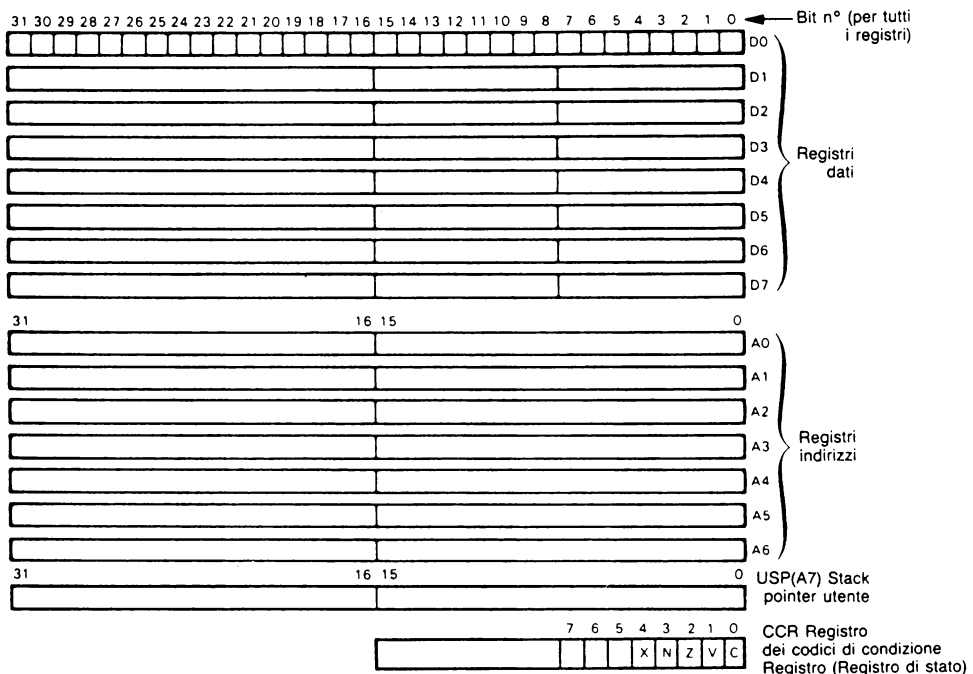 31 30 29 28 27 26 25 24 23 22 21 20 19 18 17 16 15 14 13 12 11 10 9 8 7 6 5 4 3 2 1 0
Bit n° (per tutti
i registri)
D0
D1
D2
D3
D4
D5
D6
D7
Registri
dati
31 16 15 0
A0
A1
A2
A3
A4
A5
A6
Registri
indirizzi
31 16 15 0
USP(A7) Stack
pointer utente
7 6 5 4 3 2 1 0
X N Z V C
CCR Registro
dei codici di condizione
Registro (Registro di stato)